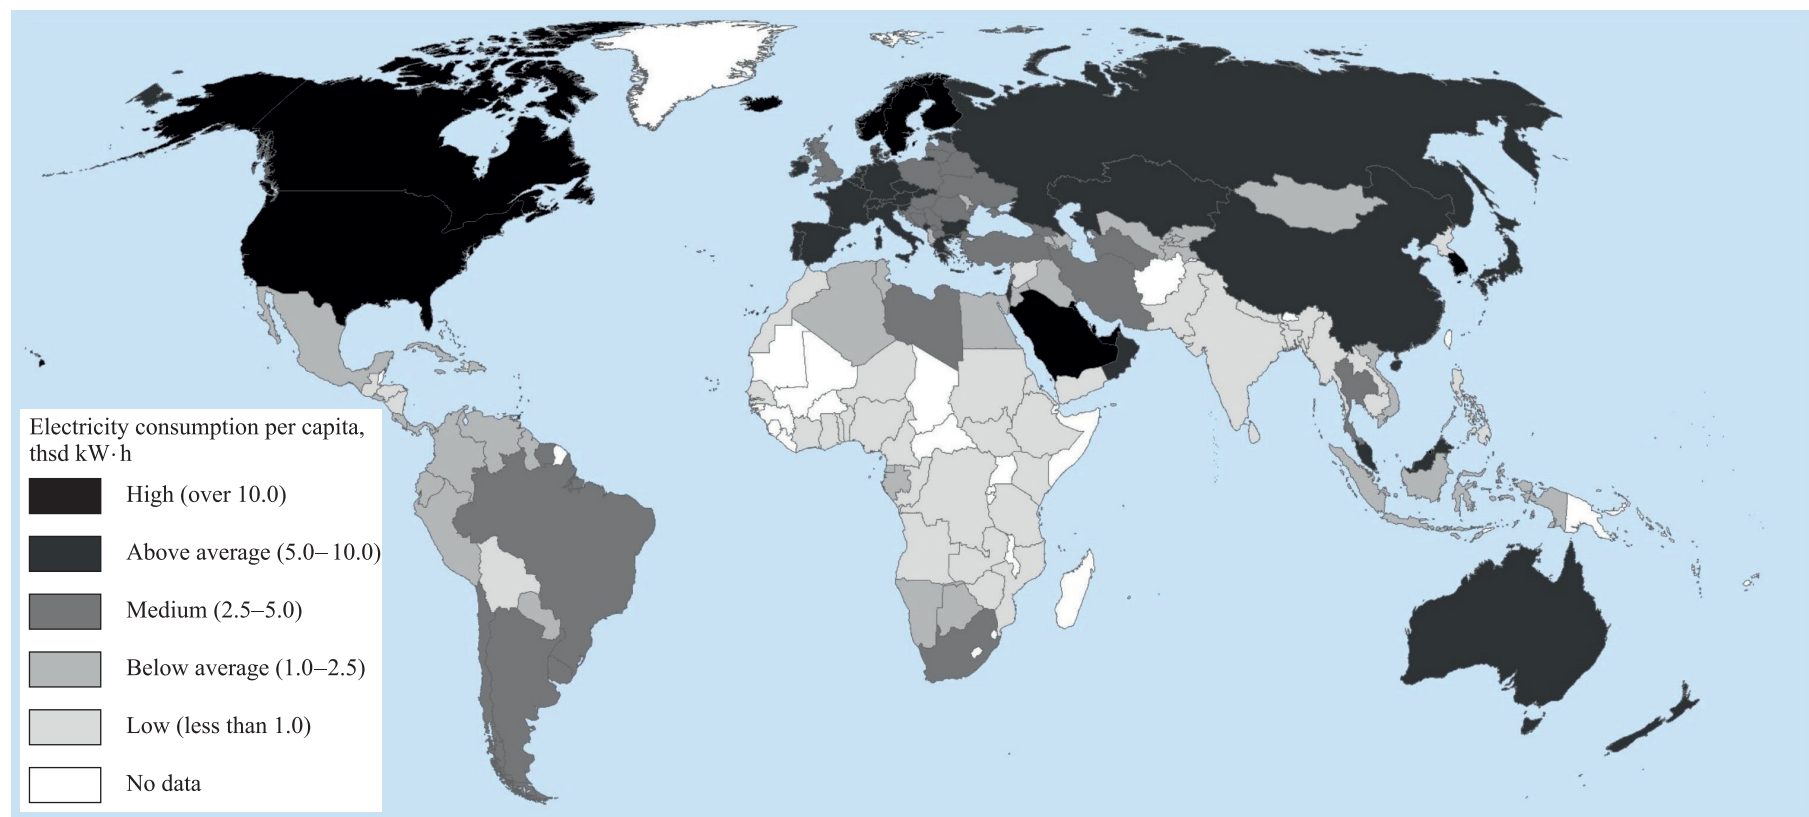 Electricity consumption per capita,
thsd kW·h
High (over 10.0)
Above average (5.0–10.0)
Medium (2.5–5.0)
Below average (1.0–2.5)
Low (less than 1.0)
No data